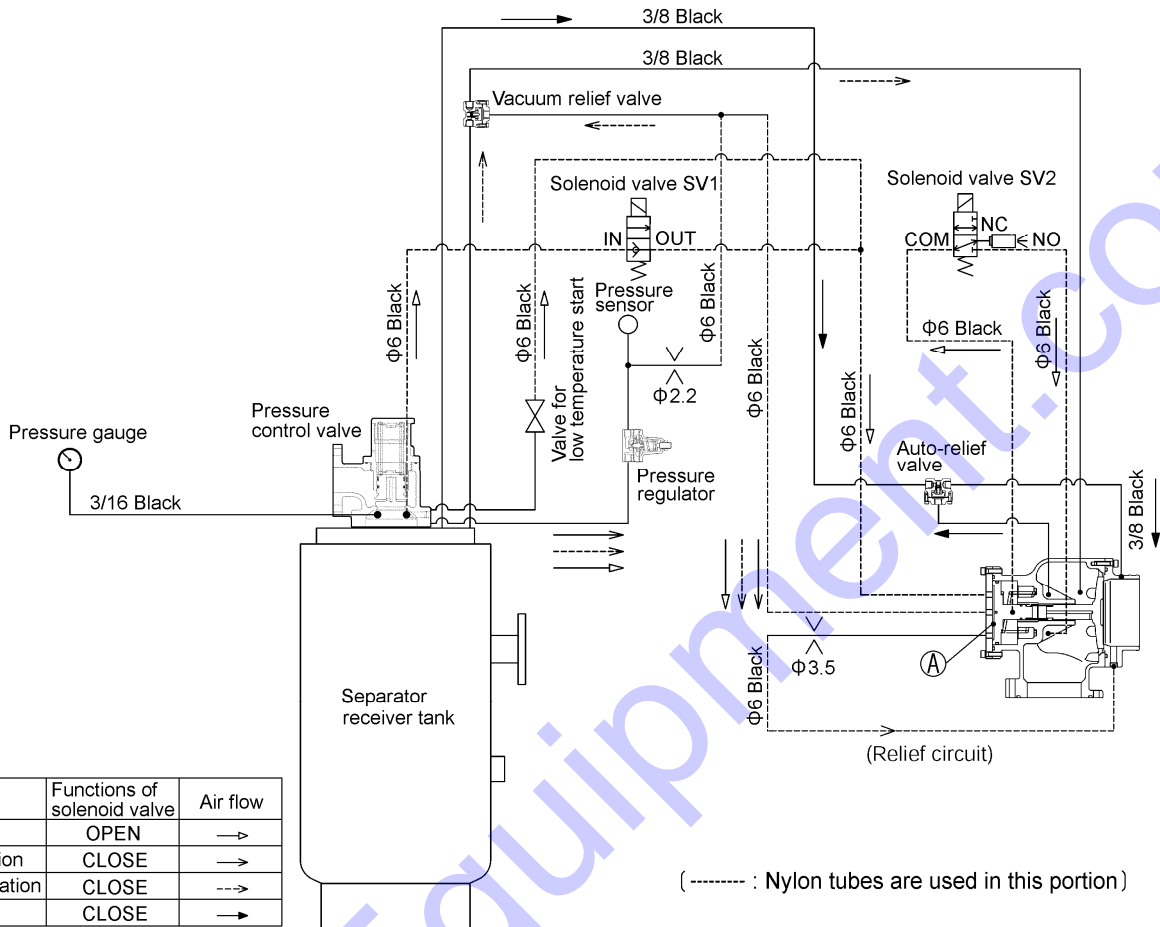 3/8 Black
3/8 Black
Vacuum relief valve
Solenoid valve SV1
IN
OUT
Solenoid valve SV2
NC
COM
NO
Pressure
sensor
Φ6 Black
Φ6 Black
Valve for
low temperature start
Φ6 Black
Φ2.2
Φ6 Black
Φ6 Black
Φ6 Black
Φ6 Black
Pressure
control valve
Pressure gauge
3/16 Black
Pressure
regulator
Auto-relief
valve
3/8 Black
Φ3.5
Φ6 Black
A
(Relief circuit)
Separator
receiver tank
Functions of
solenoid valve
Air flow
OPEN
ion
CLOSE
ation
CLOSE
CLOSE
( -------- : Nylon tubes are used in this portion)
Equipment.co